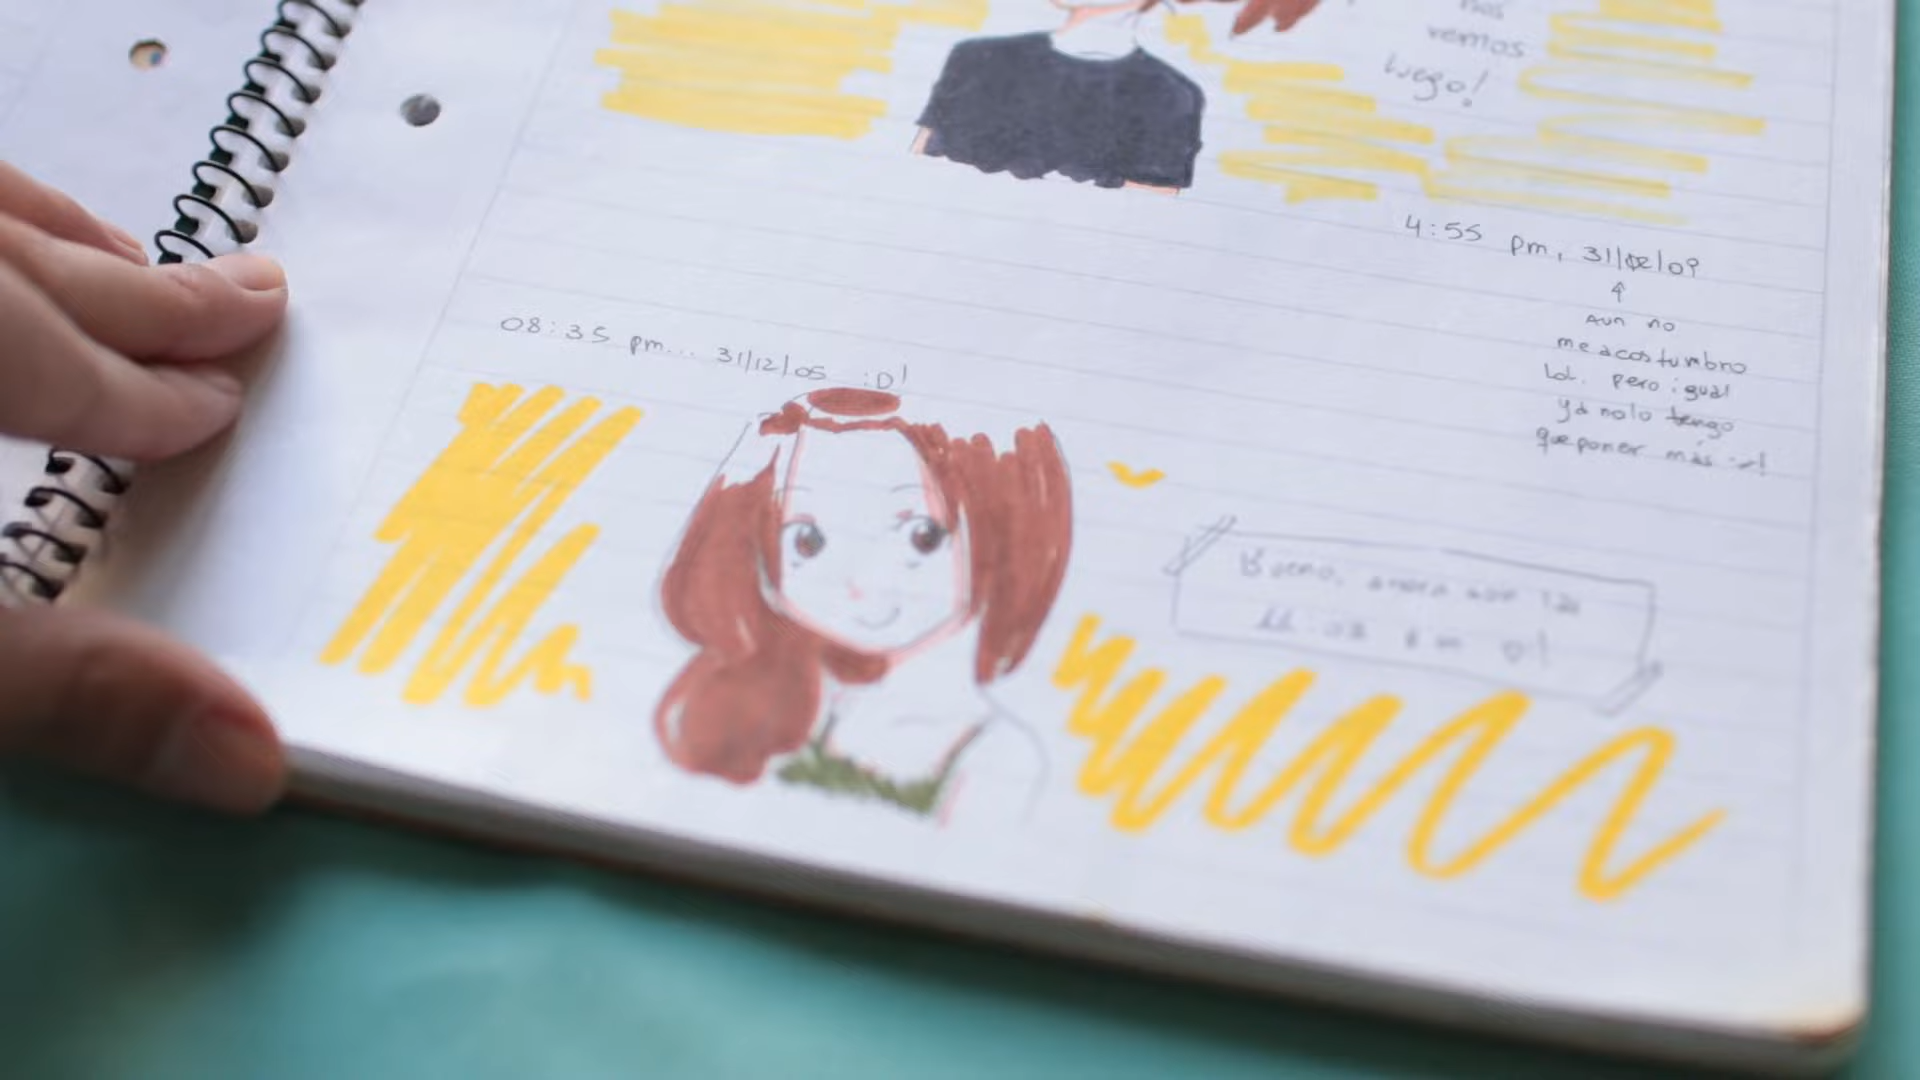 nos
vemos
luego!
4:55 pm, 31/12/09
Aun no
me acostumbro
Lol. pero igual
ya no lo tengo
que poner más :-/!
08:35 pm... 31/12/05 :D!
Bueno, ahora son las